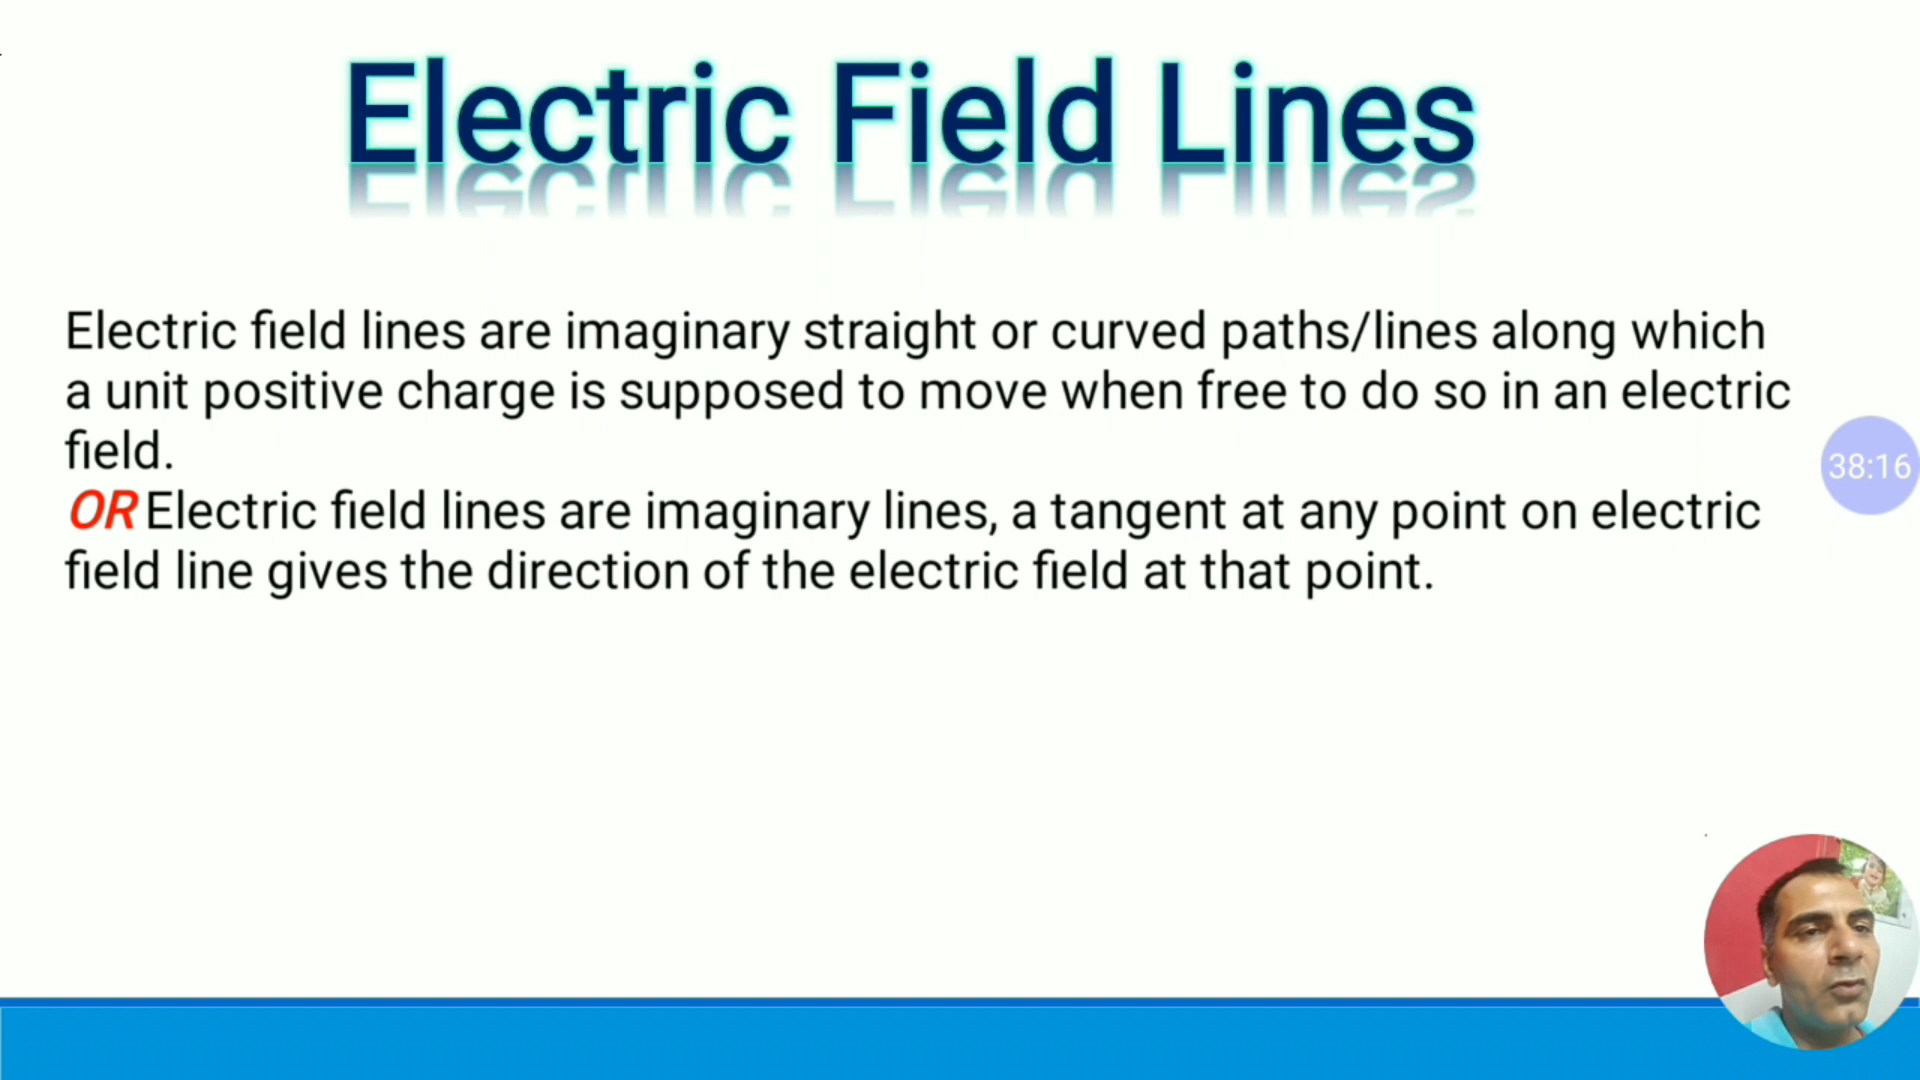 Electric Field Lines
Electric field lines are imaginary straight or curved paths/lines along which
a unit positive charge is supposed to move when free to do so in an electric
field.
OR Electric field lines are imaginary lines, a tangent at any point on electric
field line gives the direction of the electric field at that point.
38:16